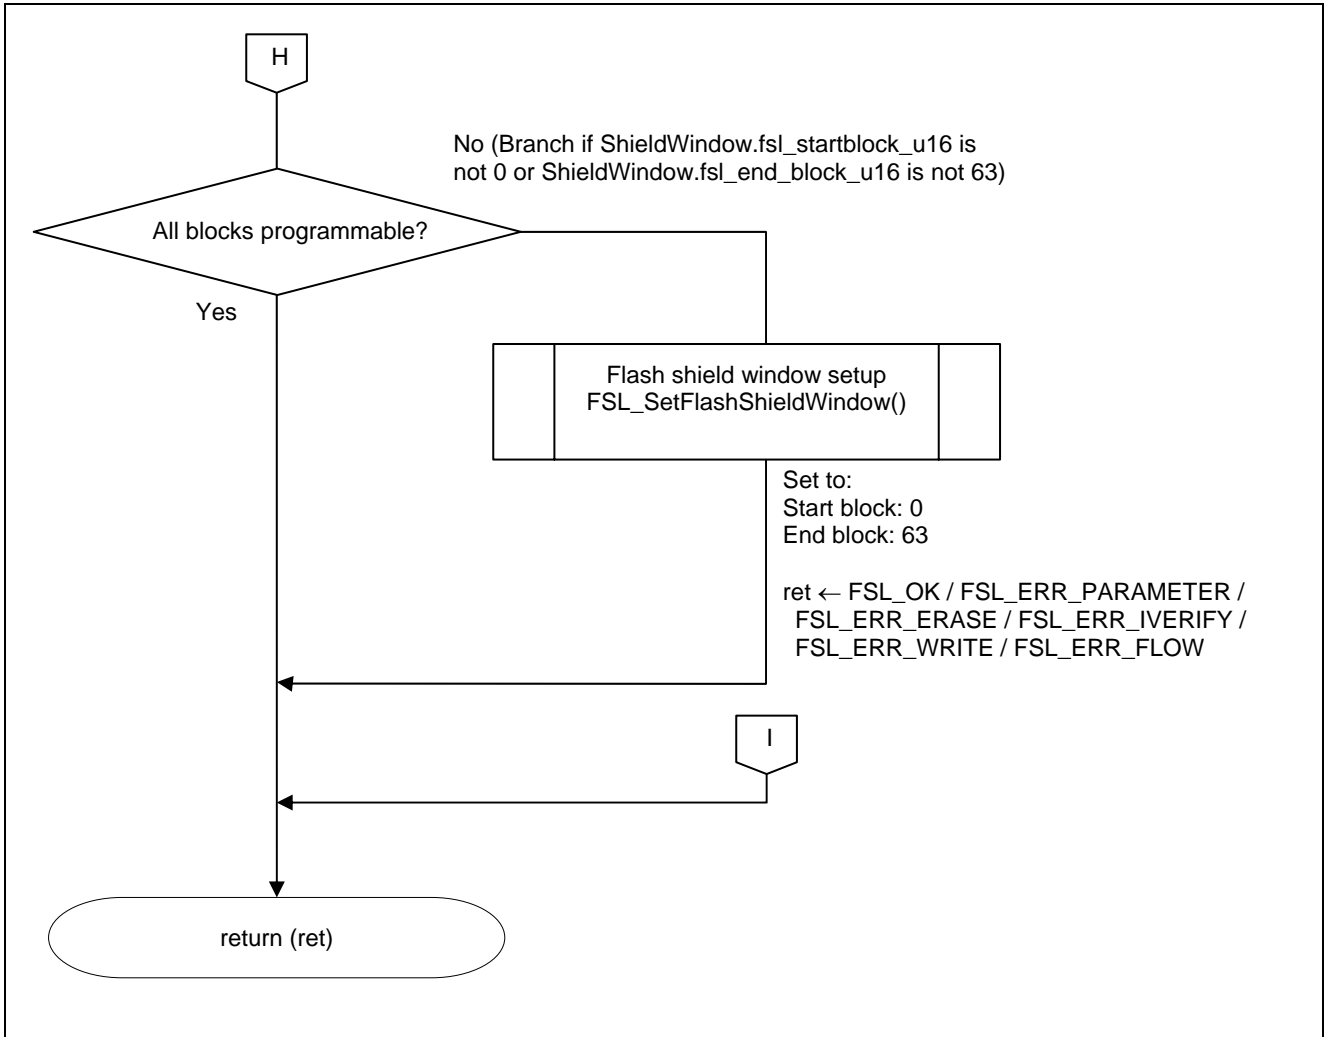 H
No (Branch if ShieldWindow.fsl_startblock_u16 is
not 0 or ShieldWindow.fsl_end_block_u16 is not 63)
All blocks programmable?
Yes
Flash shield window setup
FSL_SetFlashShieldWindow()
Set to:
Start block: 0
End block: 63
ret ← FSL_OK / FSL_ERR_PARAMETER /
FSL_ERR_ERASE / FSL_ERR_IVERIFY /
FSL_ERR_WRITE / FSL_ERR_FLOW
I
return (ret)